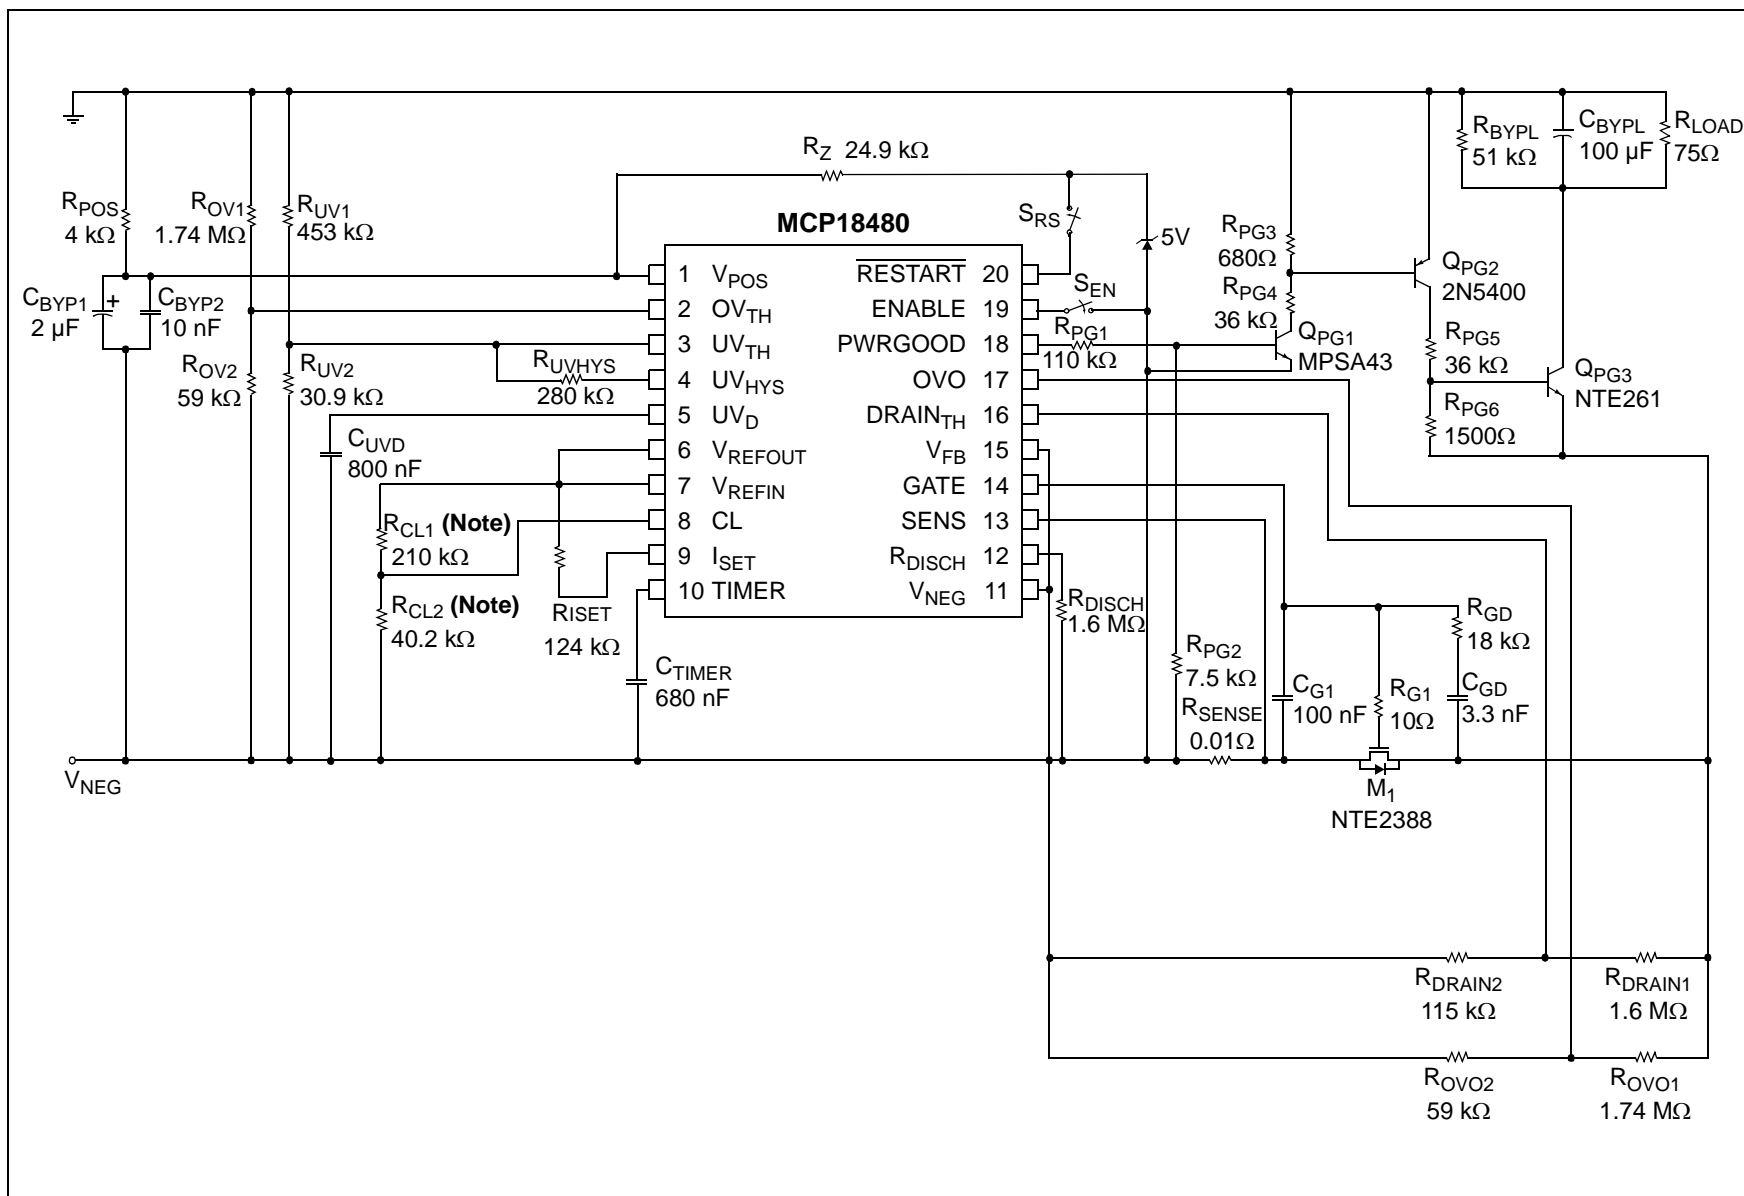 R_Z 24.9 kΩ
R_POS
4 kΩ
R_OV1
1.74 MΩ
R_UV1
453 kΩ
C_BYP1
2 µF
+
C_BYP2
10 nF
R_OV2
59 kΩ
R_UV2
30.9 kΩ
R_UVHYS
280 kΩ
C_UVD
800 nF
R_CL1 (Note)
210 kΩ
R_CL2 (Note)
40.2 kΩ
R_ISET
124 kΩ
C_TIMER
680 nF
V_NEG
MCP18480
1 V_POS
2 OV_TH
3 UV_TH
4 UV_HYS
5 UV_D
6 V_REFOUT
7 V_REFIN
8 CL
9 I_SET
10 TIMER
RESTART 20
ENABLE 19
PWRGOOD 18
OVO 17
DRAIN_TH 16
V_FB 15
GATE 14
SENS 13
R_DISCH 12
V_NEG 11
S_RS
5V
S_EN
R_PG1
110 kΩ
R_PG3
680Ω
R_PG4
36 kΩ
Q_PG1
MPSA43
Q_PG2
2N5400
R_PG5
36 kΩ
R_PG6
1500Ω
Q_PG3
NTE261
R_BYPL
51 kΩ
C_BYPL
100 µF
R_LOAD
75Ω
R_DISCH
1.6 MΩ
R_PG2
7.5 kΩ
R_SENSE
0.01Ω
C_G1
100 nF
R_G1
10Ω
R_GD
18 kΩ
C_GD
3.3 nF
M_1
NTE2388
R_DRAIN2
115 kΩ
R_DRAIN1
1.6 MΩ
R_OVO2
59 kΩ
R_OVO1
1.74 MΩ